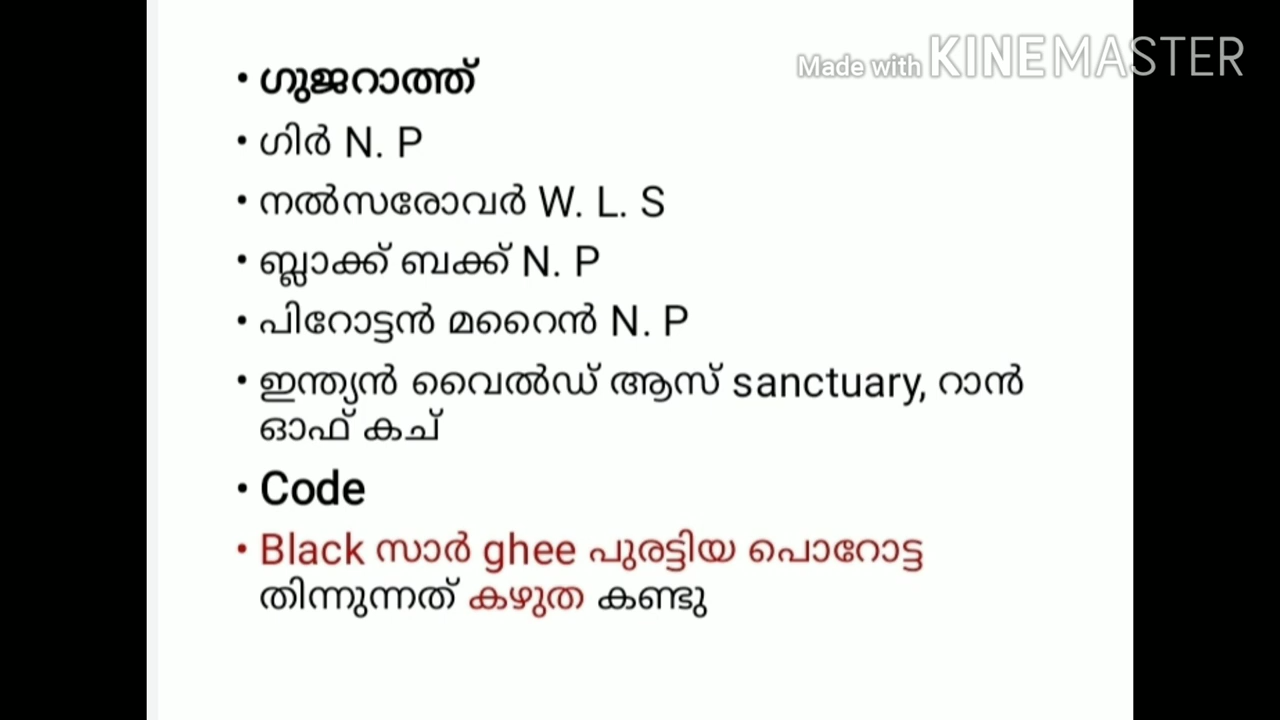 Made with KINEMASTER
• ഗുജറാത്ത്
• ഗിർ N. P
• നൽസരോവർ W. L. S
• ബ്ലാക്ക് ബക്ക് N. P
• പിറോട്ടൻ മറൈൻ N. P
• ഇന്ത്യൻ വൈൽഡ് ആസ് sanctuary, റാൻ
ഓഫ് കച്
• Code
• Black സാർ ghee പുരട്ടിയ പൊറോട്ട
തിന്നുന്നത് കഴുത കണ്ടു